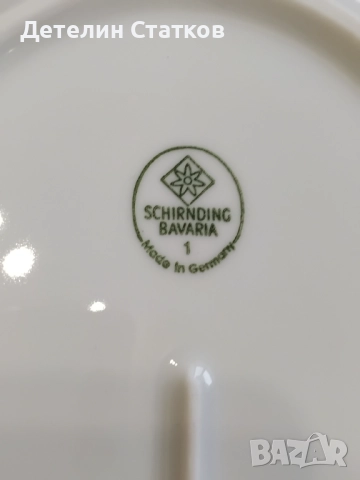 Детелин Статков
SCHIRNDING
BAVARIA
1
Made In Germany
BAZAR